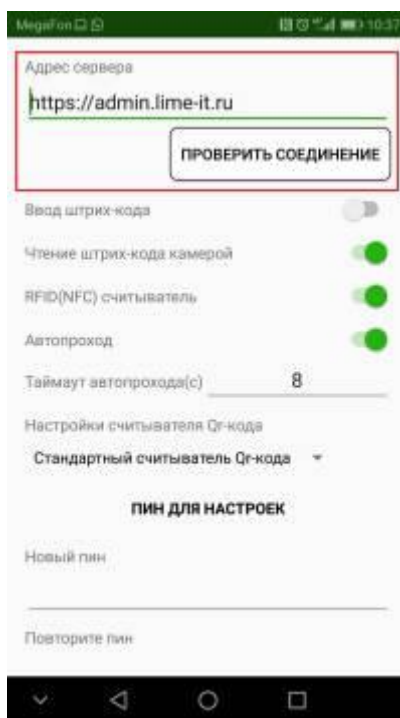 MegaFon
10:37
Адрес сервера
https://admin.lime-it.ru
ПРОВЕРИТЬ СОЕДИНЕНИЕ
Ввод штрих-кода
Чтение штрих-кода камерой
RFID(NFC) считыватель
Автопроход
Таймаут автопрохода(с) 8
Настройки считывателя Qr-кода
Стандартный считыватель Qr-кода
ПИН ДЛЯ НАСТРОЕК
Новый пин
Повторите пин